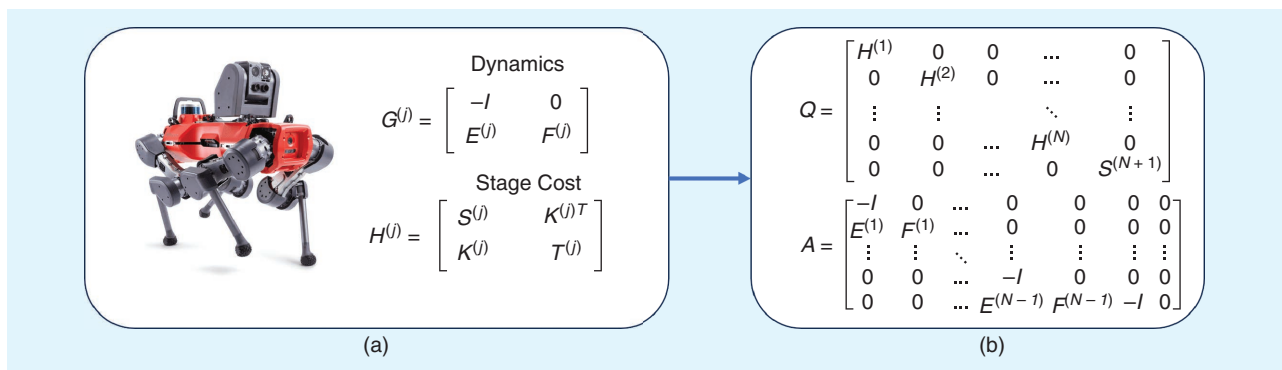 Dynamics
G^(j) = [ –I 0
E^(j) F^(j) ]
Stage Cost
H^(j) = [ S^(j) K^(j)T
K^(j) T^(j) ]
(a)
Q = [ H^(1) 0 0 ... 0
0 H^(2) 0 ... 0
⋮ ⋮ ⋱ ⋮
0 0 ... H^(N) 0
0 0 ... 0 S^(N + 1) ]
A = [ –I 0 ... 0 0 0 0
E^(1) F^(1) ... 0 0 0 0
⋮ ⋮ ⋱ ⋮ ⋮ ⋮ ⋮
0 0 ... –I 0 0 0
0 0 ... E^(N – 1) F^(N – 1) –I 0 ]
(b)